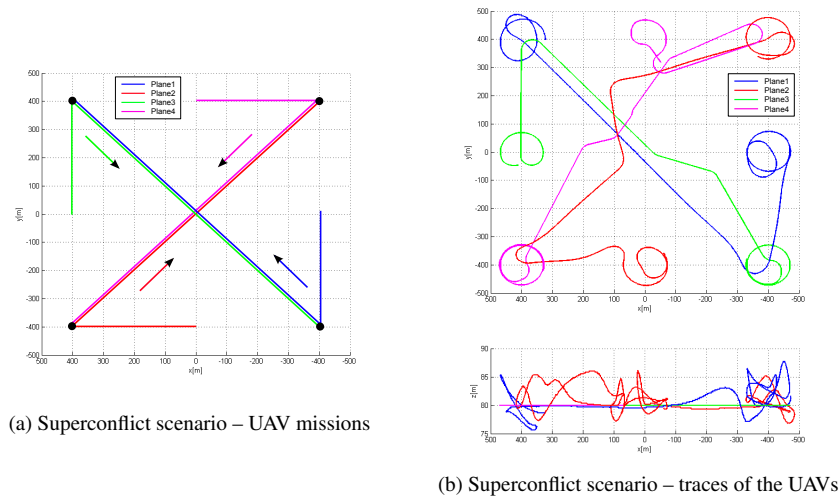 500
400
300
200
100
0
-100
-200
-300
-400
-500
y[m]
Plane1
Plane2
Plane3
Plane4
500 400 300 200 100 0 -100 -200 -300 -400 -500
x[m]
(a) Superconflict scenario – UAV missions
500
400
300
200
100
0
-100
-200
-300
-400
-500
y[m]
Plane1
Plane2
Plane3
Plane4
500 400 300 200 100 0 -100 -200 -300 -400 -500
x[m]
90
85
80
75
z[m]
500 400 300 200 100 0 -100 -200 -300 -400 -500
x[m]
(b) Superconflict scenario – traces of the UAVs